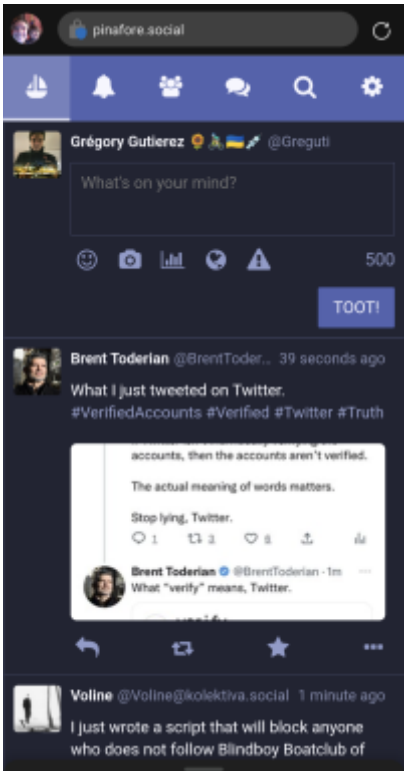 pinafore.social
Grégory Gutierez 🌻🚴🇺🇦💉 @Greguti
What's on your mind?
500
TOOT!
Brent Toderian @BrentToder... 39 seconds ago
What I just tweeted on Twitter.
#VerifiedAccounts #Verified #Twitter #Truth
accounts, then the accounts aren't verified.
The actual meaning of words matters.
Stop lying, Twitter.
1
Brent Toderian @BrentToderian · 1m
What "verify" means, Twitter.
Voline @Voline@kolektiva.social 1 minute ago
I just wrote a script that will block anyone
who does not follow Blindboy Boatclub of